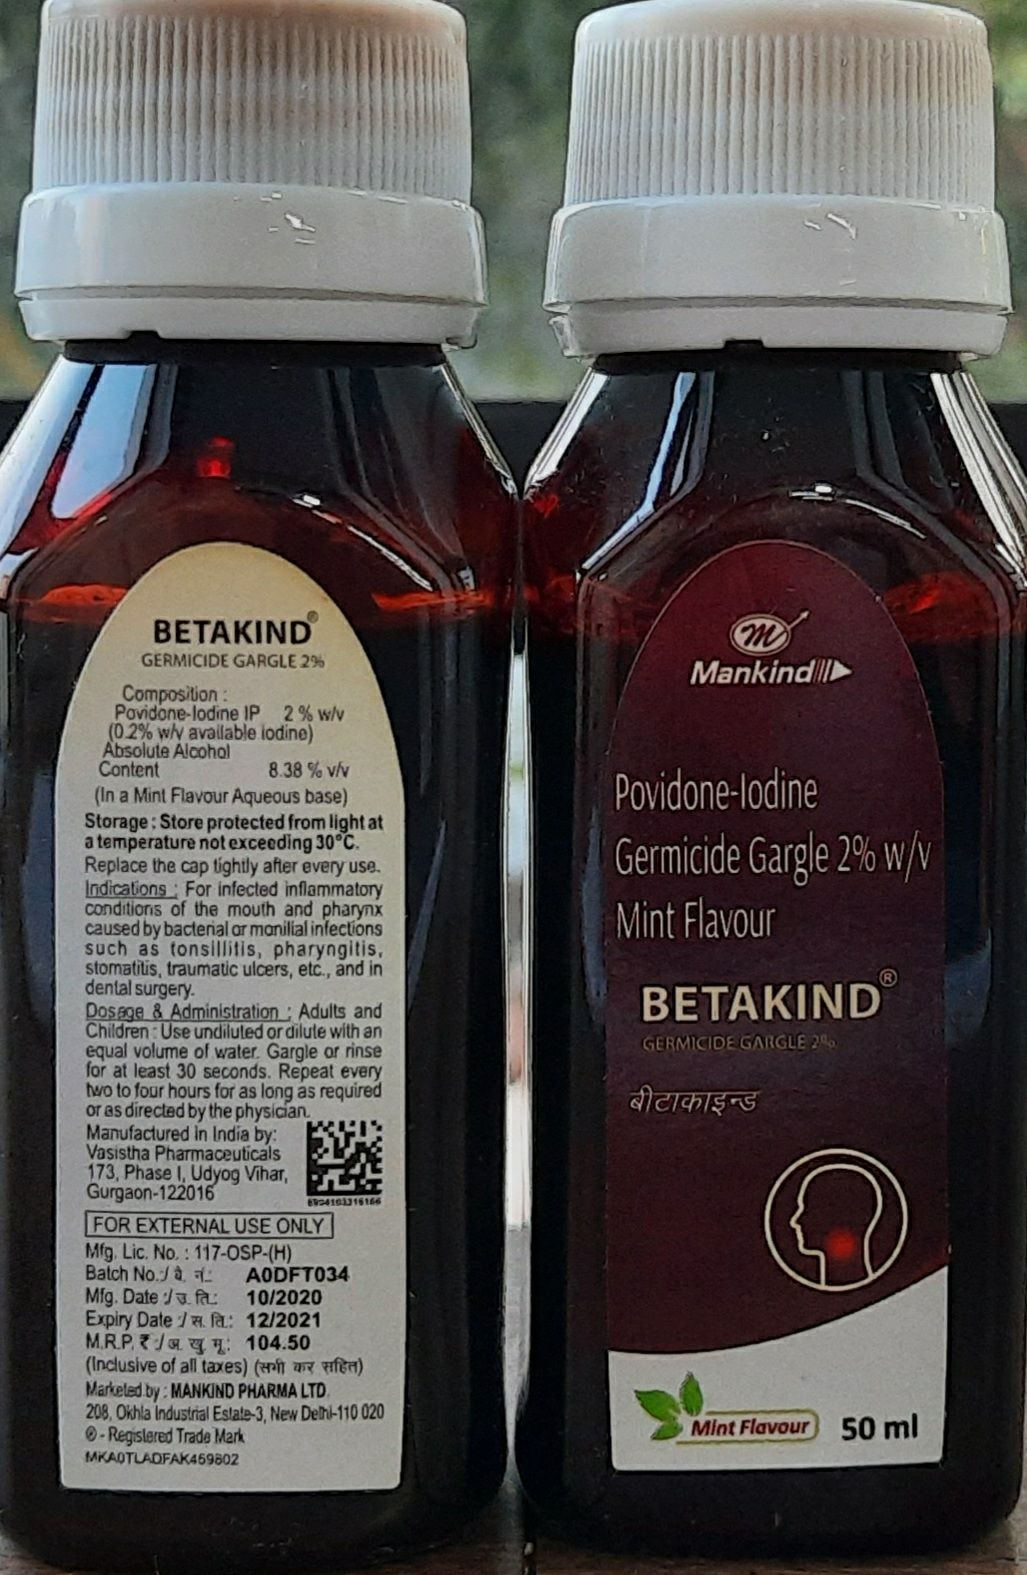 BETAKIND®
GERMICIDE GARGLE 2%
Composition :
Povidone-Iodine IP 2 % w/v
(0.2% w/v available iodine)
Absolute Alcohol
Content 8.38 % v/v
(In a Mint Flavour Aqueous base)
Storage : Store protected from light at
a temperature not exceeding 30°C.
Replace the cap tightly after every use.
Indications : For infected inflammatory
conditions of the mouth and pharynx
caused by bacterial or monilial infections
such as tonsillitis, pharyngitis,
stomatitis, traumatic ulcers, etc., and in
dental surgery.
Dosage & Administration : Adults and
Children : Use undiluted or dilute with an
equal volume of water. Gargle or rinse
for at least 30 seconds. Repeat every
two to four hours for as long as required
or as directed by the physician.
Manufactured in India by:
Vasistha Pharmaceuticals
173, Phase I, Udyog Vihar,
Gurgaon-122016
FOR EXTERNAL USE ONLY
Mfg. Lic. No. : 117-OSP-(H)
Batch No./ बै. नं.: A0DFT034
Mfg. Date :/ उ. ति.: 10/2020
Expiry Date :/ स. ति.: 12/2021
M.R.P. ₹ :/ अ. खु. मू.: 104.50
(Inclusive of all taxes) (सभी कर सहित)
Marketed by : MANKIND PHARMA LTD.
208, Okhla Industrial Estate-3, New Delhi-110 020
® - Registered Trade Mark
MKA0TLADFAK459802
m
Mankind
Povidone-Iodine
Germicide Gargle 2% w/v
Mint Flavour
BETAKIND®
GERMICIDE GARGLE 2%
बीटाकाइन्ड
Mint Flavour 50 ml